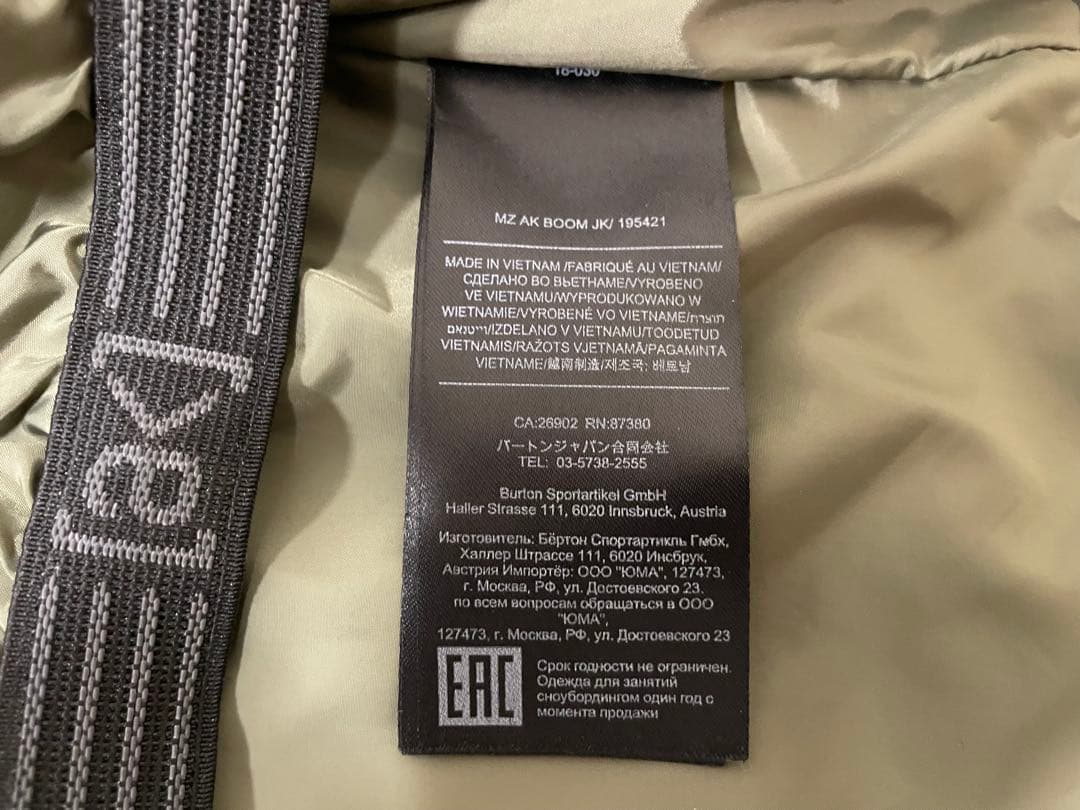 [ak]
18-030
MZ AK BOOM JK/ 195421
MADE IN VIETNAM /FABRIQUÉ AU VIETNAM/
СДЕЛАНО ВО ВЬЕТНАМЕ/VYROBENO
VE VIETNAMU/WYPRODUKOWANO W
WIETNAMIE/VYROBENÉ VO VIETNAME/תוצרת
וייטנאם/IZDELANO V VIETNAMU/TOODETUD
VIETNAMIS/RAŽOTS VJETNAMĀ/PAGAMINTA
VIETNAME/越南制造/제조국: 베트남
CA:26902 RN:87380
バートンジャパン合同会社
TEL: 03-5738-2555
Burton Sportartikel GmbH
Haller Strasse 111, 6020 Innsbruck, Austria
Изготовитель: Бёртон Спортартикль Гмбх,
Халлер Штрассе 111, 6020 Инсбрук,
Австрия Импортёр: ООО "ЮМА", 127473,
г. Москва, РФ, ул. Достоевского 23.
по всем вопросам обращаться в ООО
"ЮМА",
127473, г. Москва, РФ, ул. Достоевского 23
EAC
Срок годности не ограничен.
Одежда для занятий
сноубордингом один год с
момента продажи